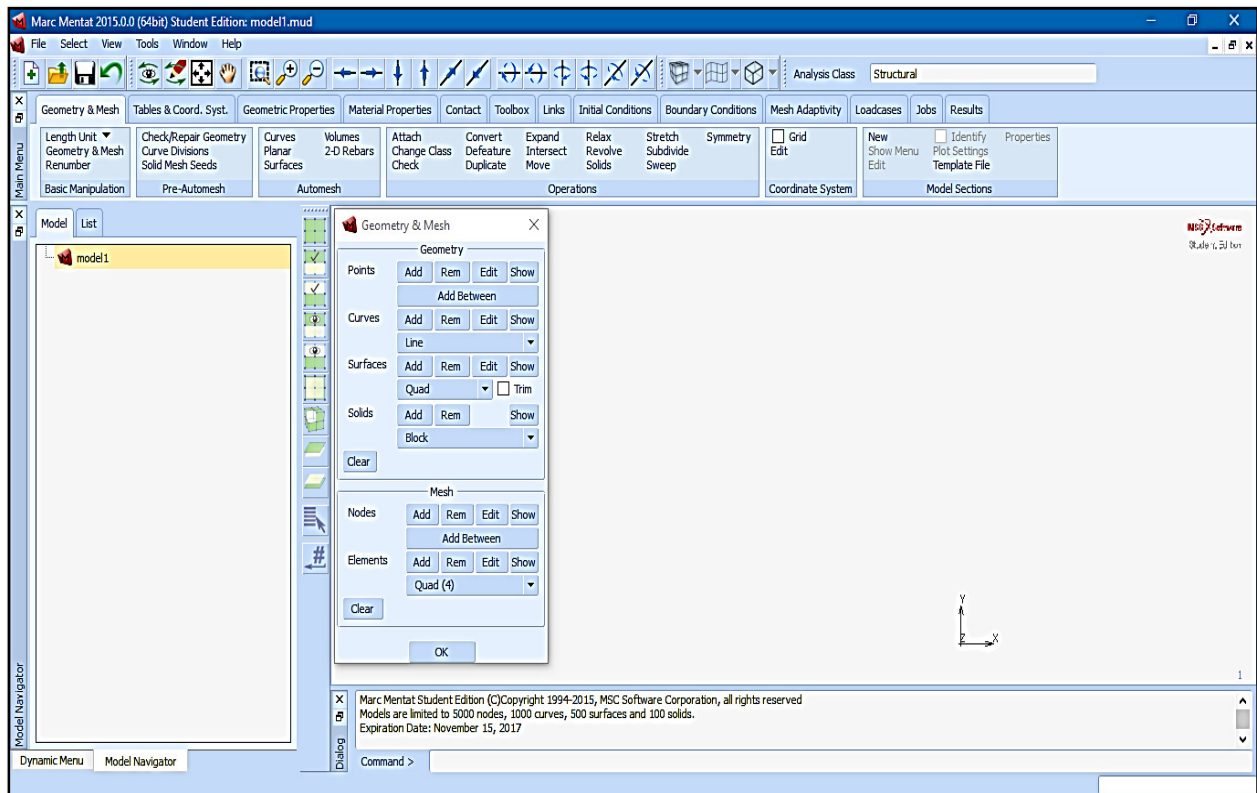 Marc Mentat 2015.0.0 (64bit) Student Edition: model1.mud
File Select View Tools Window Help
Analysis Class Structural
Geometry & Mesh Tables & Coord. Syst. Geometric Properties Material Properties Contact Toolbox Links Initial Conditions Boundary Conditions Mesh Adaptivity Loadcases Jobs Results
Main Menu
Length Unit Check/Repair Geometry Curves Volumes Attach Convert Expand Relax Stretch Symmetry Grid New Identify Properties
Geometry & Mesh Curve Divisions Planar 2-D Rebars Change Class Defeature Intersect Revolve Subdivide Edit Show Menu Plot Settings
Renumber Solid Mesh Seeds Surfaces Check Duplicate Move Solids Sweep Edit Template File
Basic Manipulation Pre-Automesh Automesh Operations Coordinate System Model Sections
Model List
model1
Geometry & Mesh
Geometry
Points Add Rem Edit Show
Add Between
Curves Add Rem Edit Show
Line
Surfaces Add Rem Edit Show
Quad Trim
Solids Add Rem Show
Block
Clear
Mesh
Nodes Add Rem Edit Show
Add Between
Elements Add Rem Edit Show
Quad (4)
Clear
OK
MSC Software
Student Edition
Y
Z X
1
Model Navigator
Dynamic Menu Model Navigator
Dialog
Marc Mentat Student Edition (C)Copyright 1994-2015, MSC Software Corporation, all rights reserved
Models are limited to 5000 nodes, 1000 curves, 500 surfaces and 100 solids.
Expiration Date: November 15, 2017
Command >